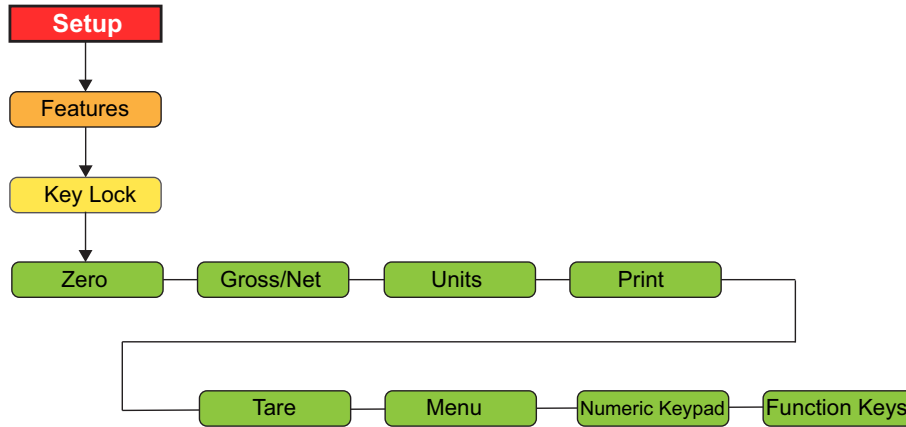 Setup
Features
Key Lock
Zero
Gross/Net
Units
Print
Tare
Menu
Numeric Keypad
Function Keys